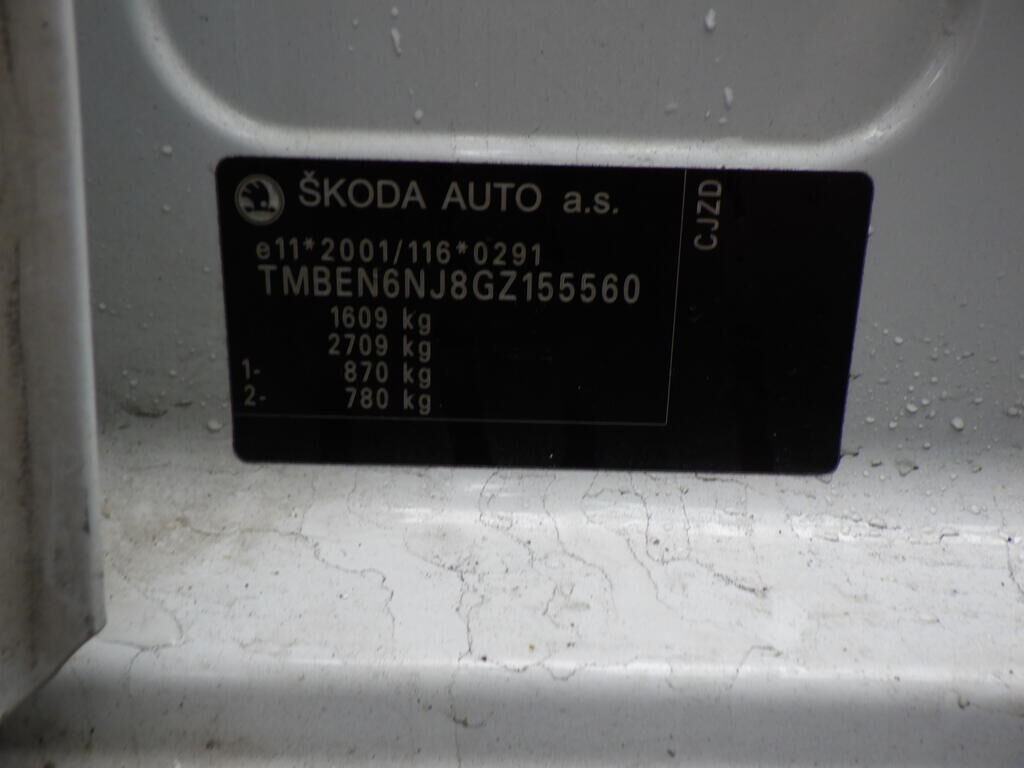 ŠKODA AUTO a.s.
e11*2001/116*0291
TMBEN6NJ8GZ155560
1609 kg
2709 kg
1- 870 kg
2- 780 kg
CJZD